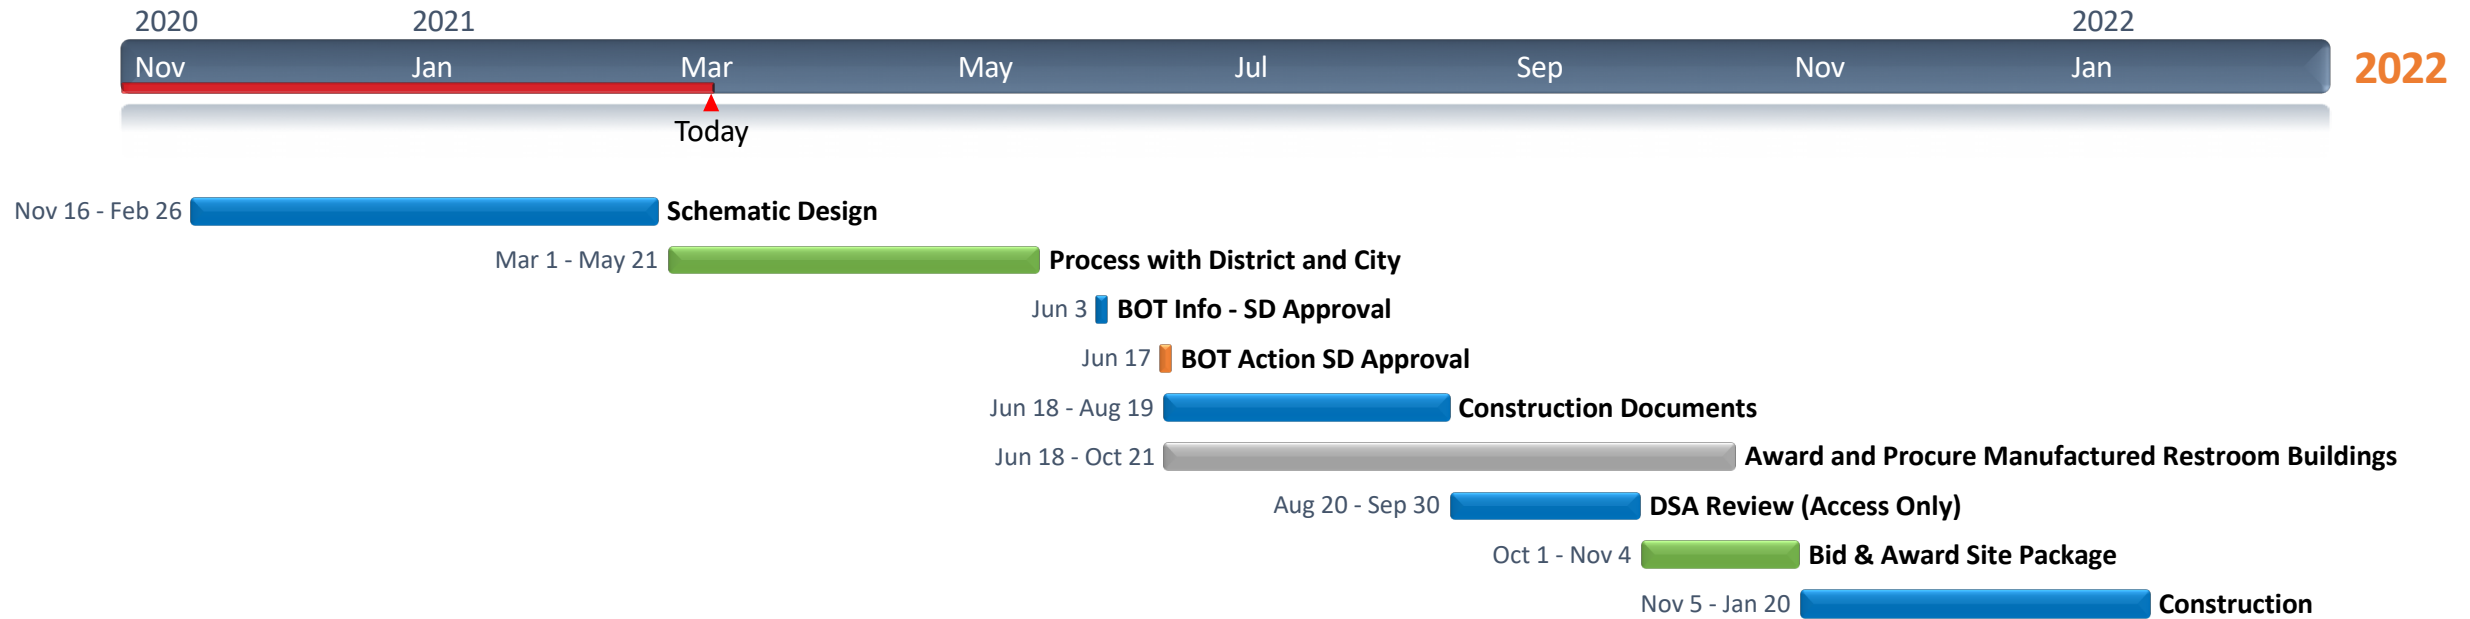 2020 2021 2022
Nov Jan Mar May Jul Sep Nov Jan 2022
Today
Nov 16 - Feb 26 Schematic Design
Mar 1 - May 21 Process with District and City
Jun 3 BOT Info - SD Approval
Jun 17 BOT Action SD Approval
Jun 18 - Aug 19 Construction Documents
Jun 18 - Oct 21 Award and Procure Manufactured Restroom Buildings
Aug 20 - Sep 30 DSA Review (Access Only)
Oct 1 - Nov 4 Bid & Award Site Package
Nov 5 - Jan 20 Construction